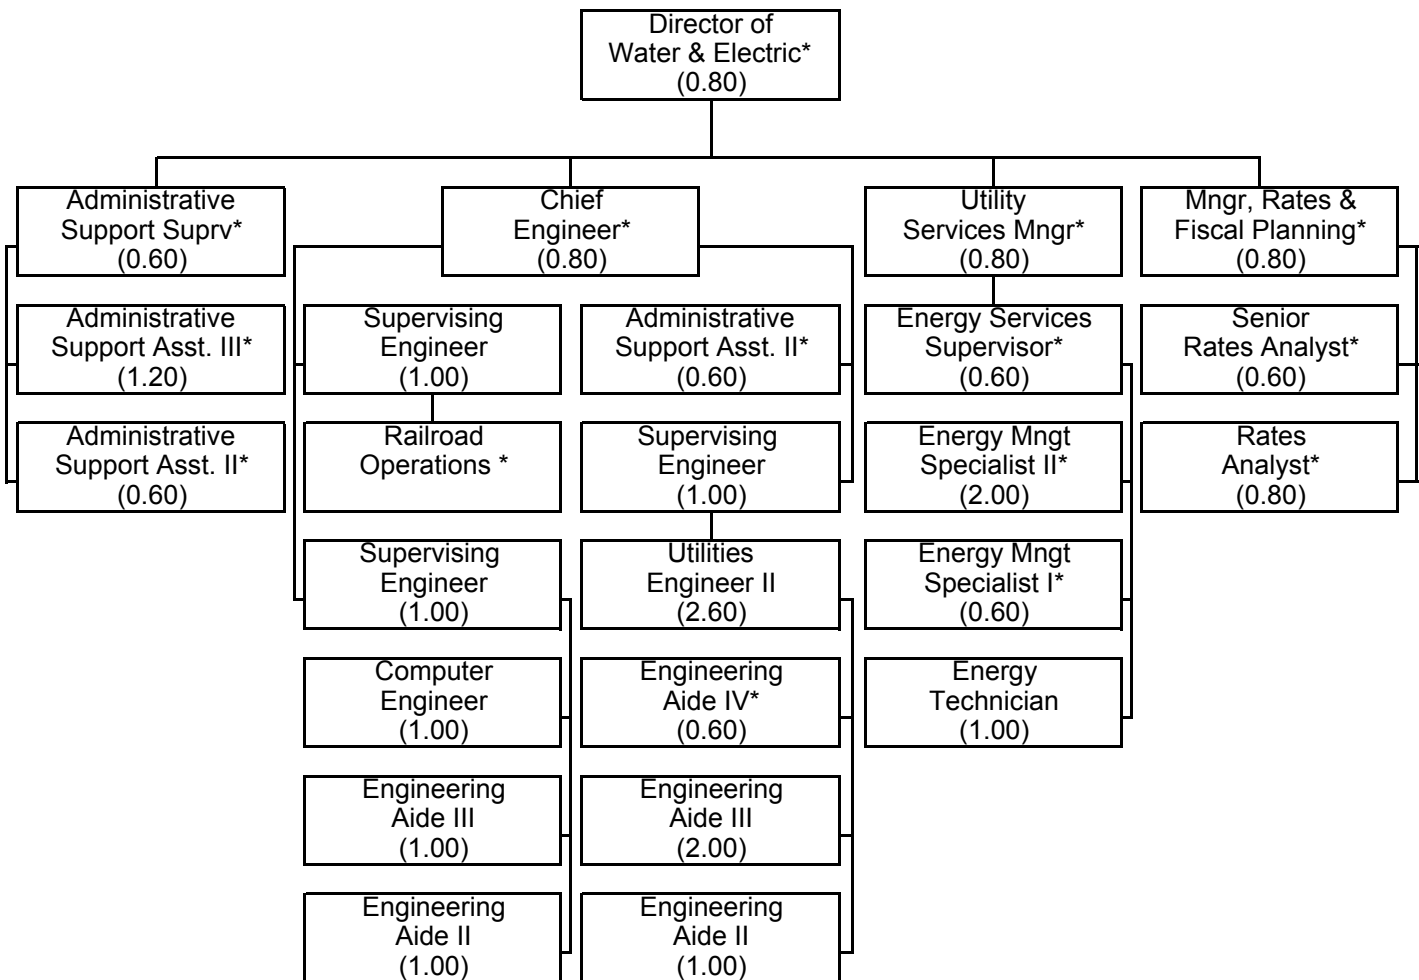 Director of
Water & Electric*
(0.80)
Administrative
Support Suprv*
(0.60)
Chief
Engineer*
(0.80)
Utility
Services Mngr*
(0.80)
Mngr, Rates &
Fiscal Planning*
(0.80)
Administrative
Support Asst. III*
(1.20)
Supervising
Engineer
(1.00)
Administrative
Support Asst. II*
(0.60)
Energy Services
Supervisor*
(0.60)
Senior
Rates Analyst*
(0.60)
Administrative
Support Asst. II*
(0.60)
Railroad
Operations *
Supervising
Engineer
(1.00)
Energy Mngt
Specialist II*
(2.00)
Rates
Analyst*
(0.80)
Supervising
Engineer
(1.00)
Utilities
Engineer II
(2.60)
Energy Mngt
Specialist I*
(0.60)
Computer
Engineer
(1.00)
Engineering
Aide IV*
(0.60)
Energy
Technician
(1.00)
Engineering
Aide III
(1.00)
Engineering
Aide III
(2.00)
Engineering
Aide II
(1.00)
Engineering
Aide II
(1.00)